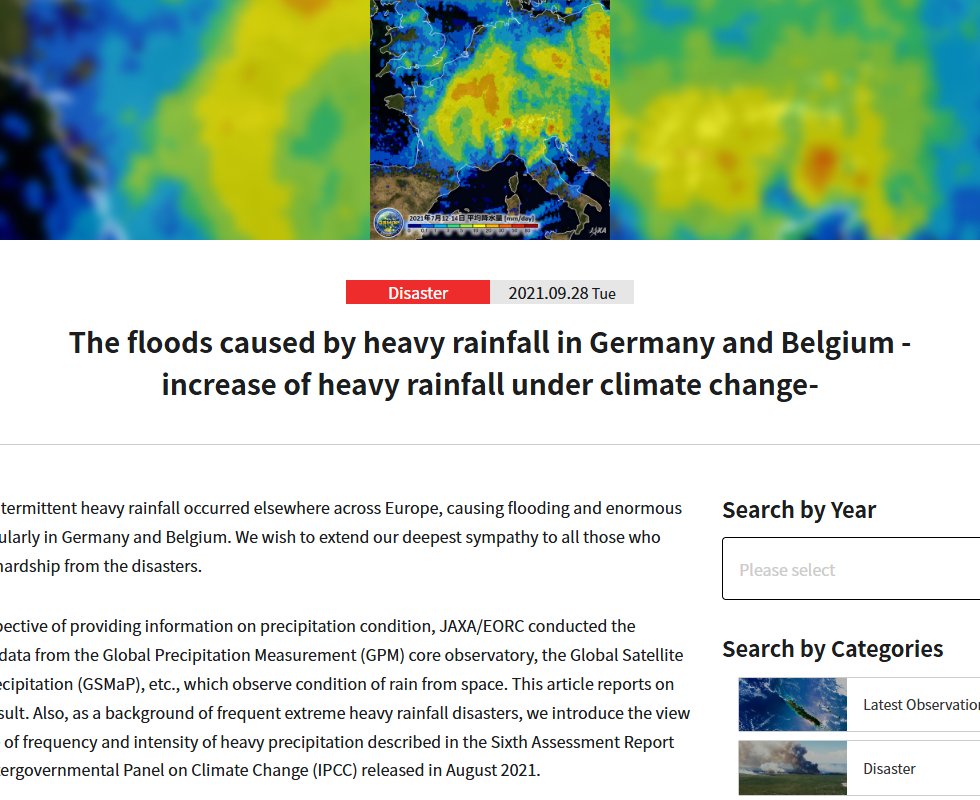 2021年7月12-14日 平均降水量 [mm/day]
JAXA
Disaster
2021.09.28 Tue
The floods caused by heavy rainfall in Germany and Belgium -
increase of heavy rainfall under climate change-
termittent heavy rainfall occurred elsewhere across Europe, causing flooding and enormous
ularly in Germany and Belgium. We wish to extend our deepest sympathy to all those who
hardship from the disasters.
pective of providing information on precipitation condition, JAXA/EORC conducted the
data from the Global Precipitation Measurement (GPM) core observatory, the Global Satellite
ecipitation (GSMaP), etc., which observe condition of rain from space. This article reports on
sult. Also, as a background of frequent extreme heavy rainfall disasters, we introduce the view
of frequency and intensity of heavy precipitation described in the Sixth Assessment Report
tergovernmental Panel on Climate Change (IPCC) released in August 2021.
Search by Year
Please select
Search by Categories
Latest Observation
Disaster